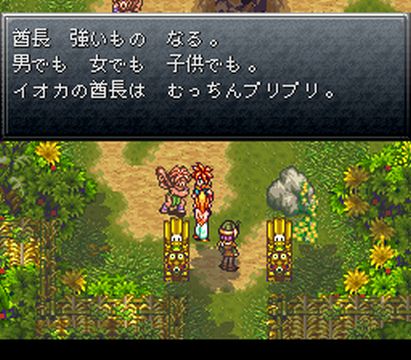 酋長　強いもの　なる。
男でも　女でも　子供でも。
イオカの酋長は　むっちんプリプリ。